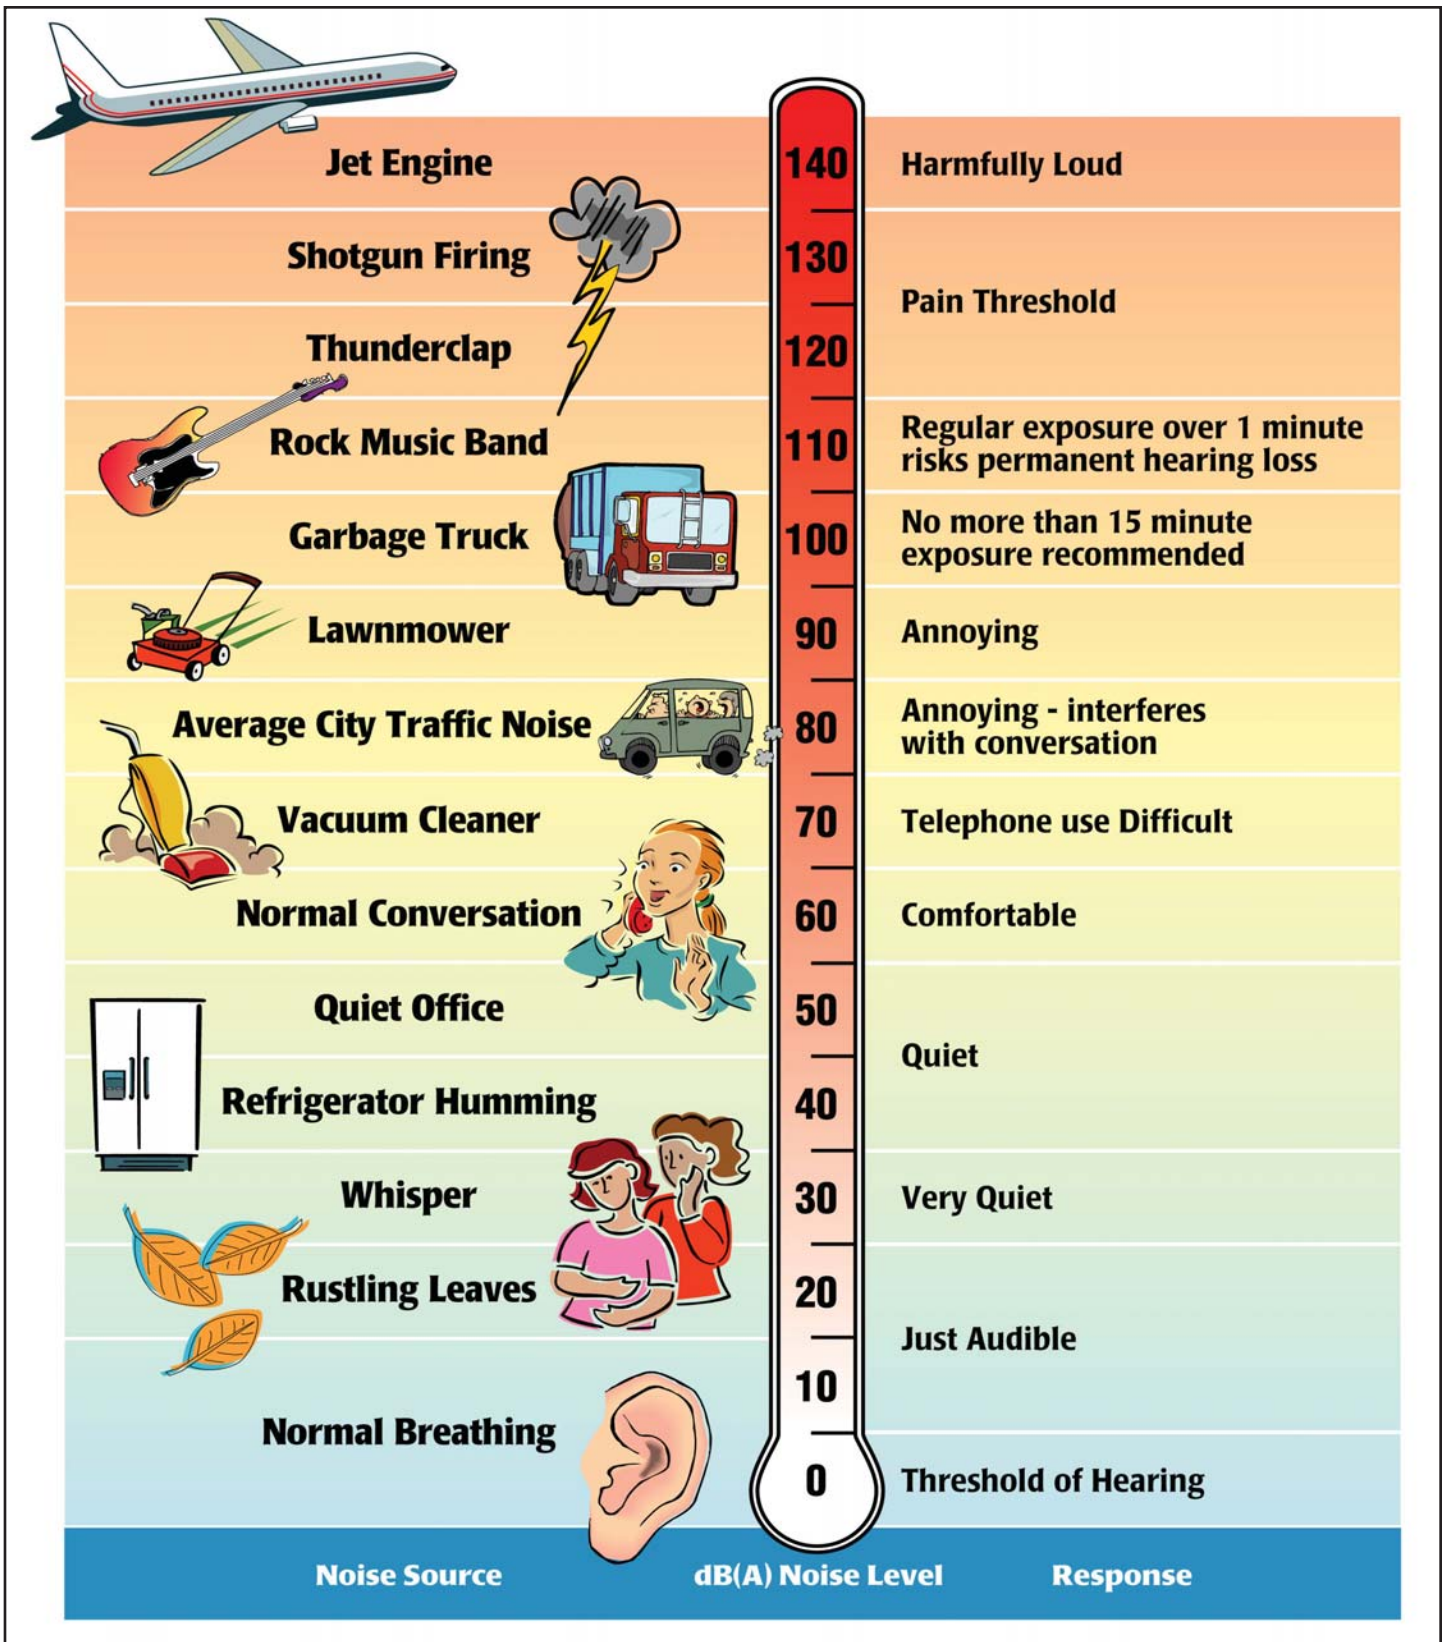 Jet Engine
140
Harmfully Loud
Shotgun Firing
130
Pain Threshold
Thunderclap
120
Rock Music Band
110
Regular exposure over 1 minute
risks permanent hearing loss
Garbage Truck
100
No more than 15 minute
exposure recommended
Lawnmower
90
Annoying
Average City Traffic Noise
80
Annoying - interferes
with conversation
Vacuum Cleaner
70
Telephone use Difficult
Normal Conversation
60
Comfortable
Quiet Office
50
Quiet
Refrigerator Humming
40
Whisper
30
Very Quiet
Rustling Leaves
20
Just Audible
10
Normal Breathing
0
Threshold of Hearing
Noise Source
dB(A) Noise Level
Response